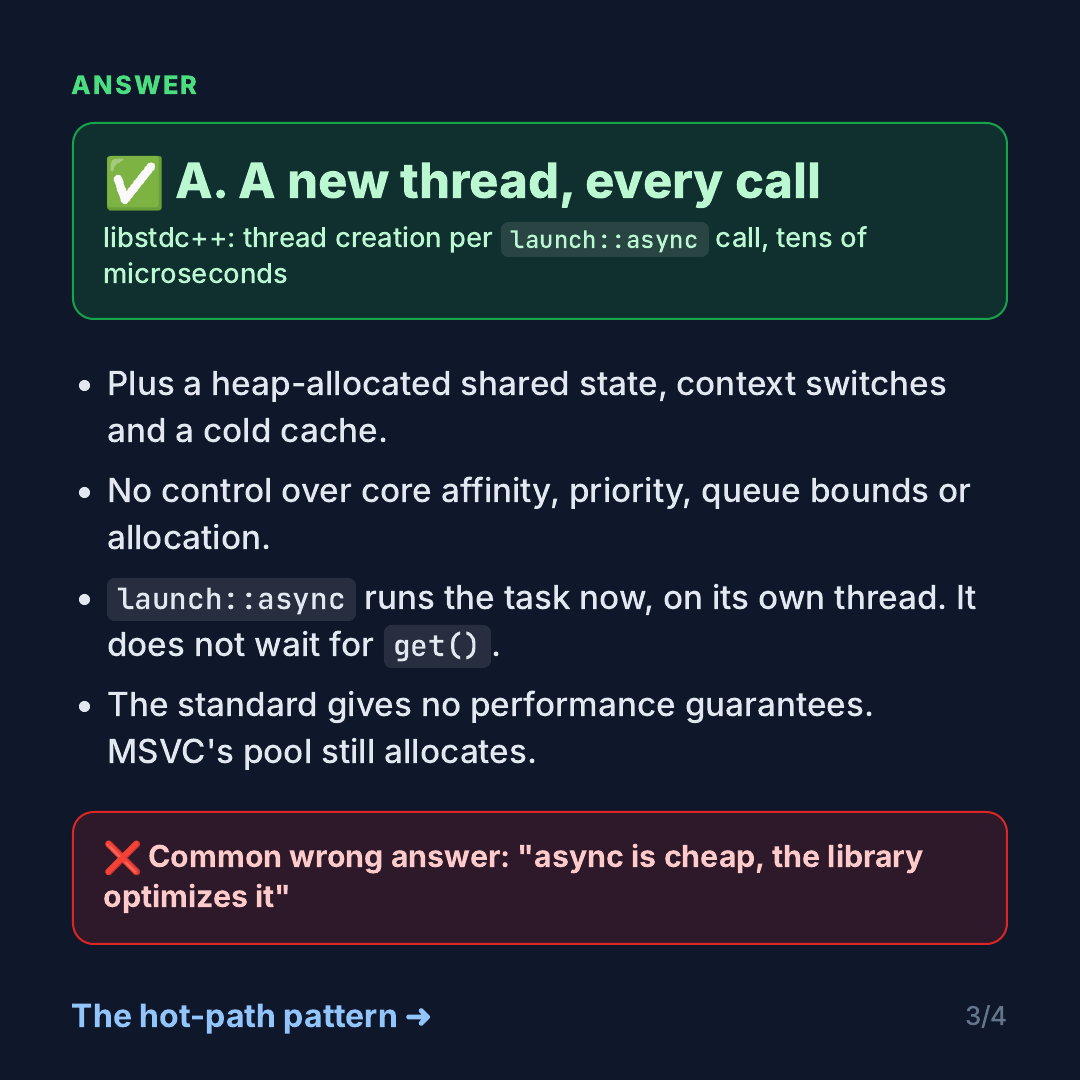 ANSWER
✅ A. A new thread, every call
libstdc++: thread creation per launch::async call, tens of
microseconds
• Plus a heap-allocated shared state, context switches
and a cold cache.
• No control over core affinity, priority, queue bounds or
allocation.
• launch::async runs the task now, on its own thread. It
does not wait for get().
• The standard gives no performance guarantees.
MSVC's pool still allocates.
❌ Common wrong answer: "async is cheap, the library
optimizes it"
The hot-path pattern ➜
3/4